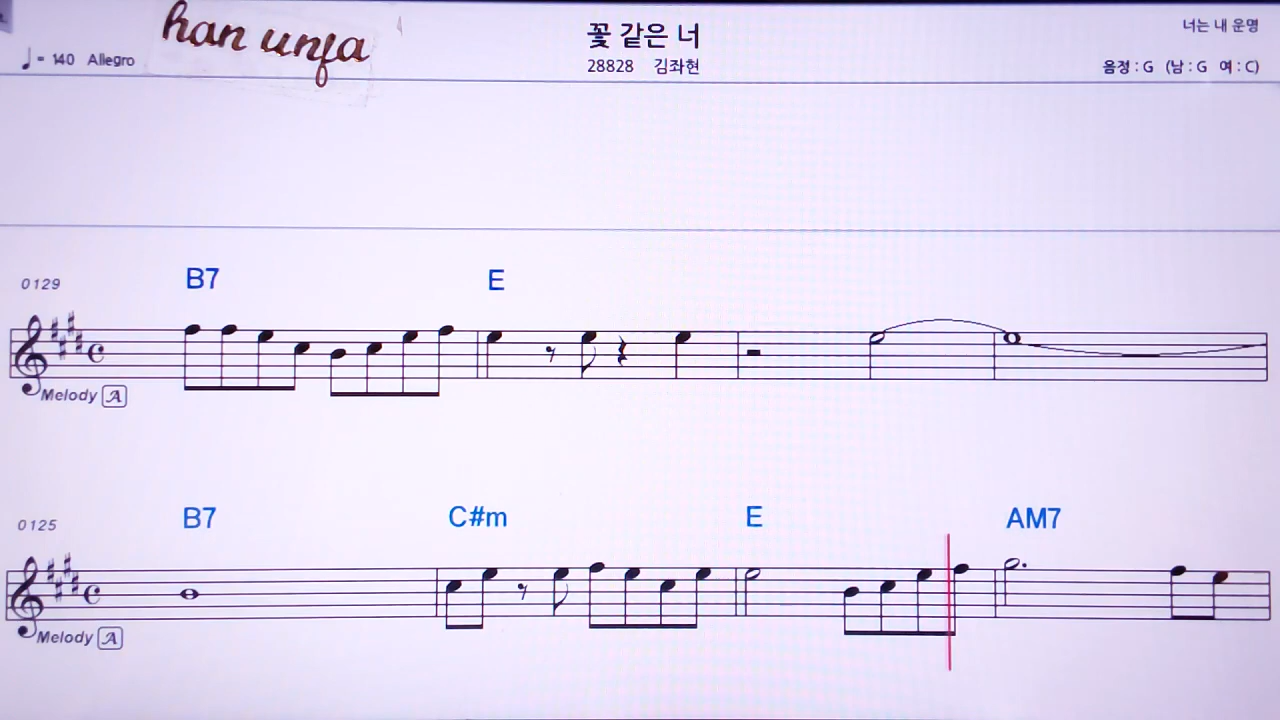 han unja
꽃 같은 너
너는 내 운명
♩ = 140 Allegro
28828 김좌현
음정 : G (남 : G 여 : C)
0129
B7 E
Melody A
0125
B7 C#m E AM7
Melody A